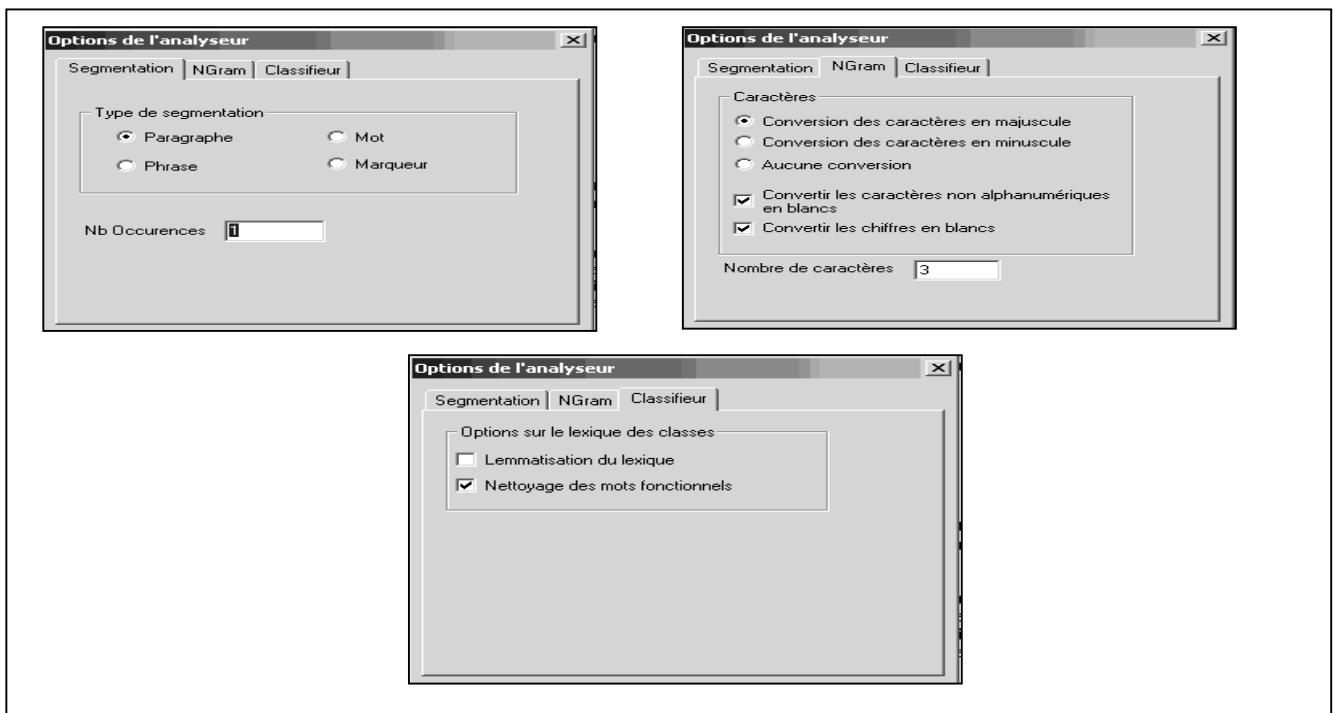 Options de l'analyseur
Segmentation NGram Classifieur
Type de segmentation
Paragraphe Mot
Phrase Marqueur
Nb Occurences 1
Options de l'analyseur
Segmentation NGram Classifieur
Caractères
Conversion des caractères en majuscule
Conversion des caractères en minuscule
Aucune conversion
Convertir les caractères non alphanumériques
en blancs
Convertir les chiffres en blancs
Nombre de caractères 3
Options de l'analyseur
Segmentation NGram Classifieur
Options sur le lexique des classes
Lemmatisation du lexique
Nettoyage des mots fonctionnels